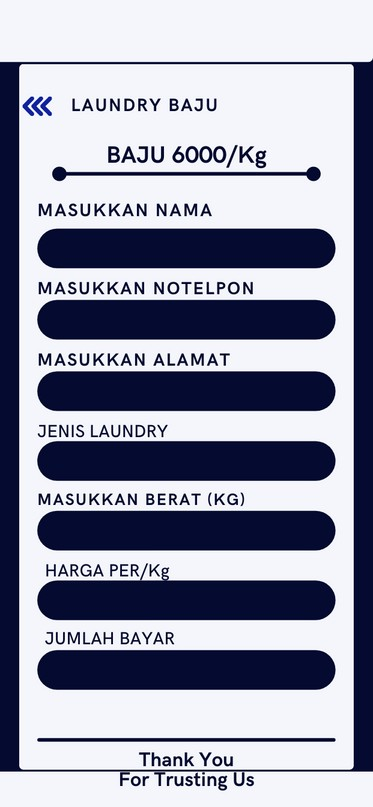 LAUNDRY BAJU
BAJU 6000/Kg
MASUKKAN NAMA
MASUKKAN NOTELPON
MASUKKAN ALAMAT
JENIS LAUNDRY
MASUKKAN BERAT (KG)
HARGA PER/Kg
JUMLAH BAYAR
Thank You
For Trusting Us